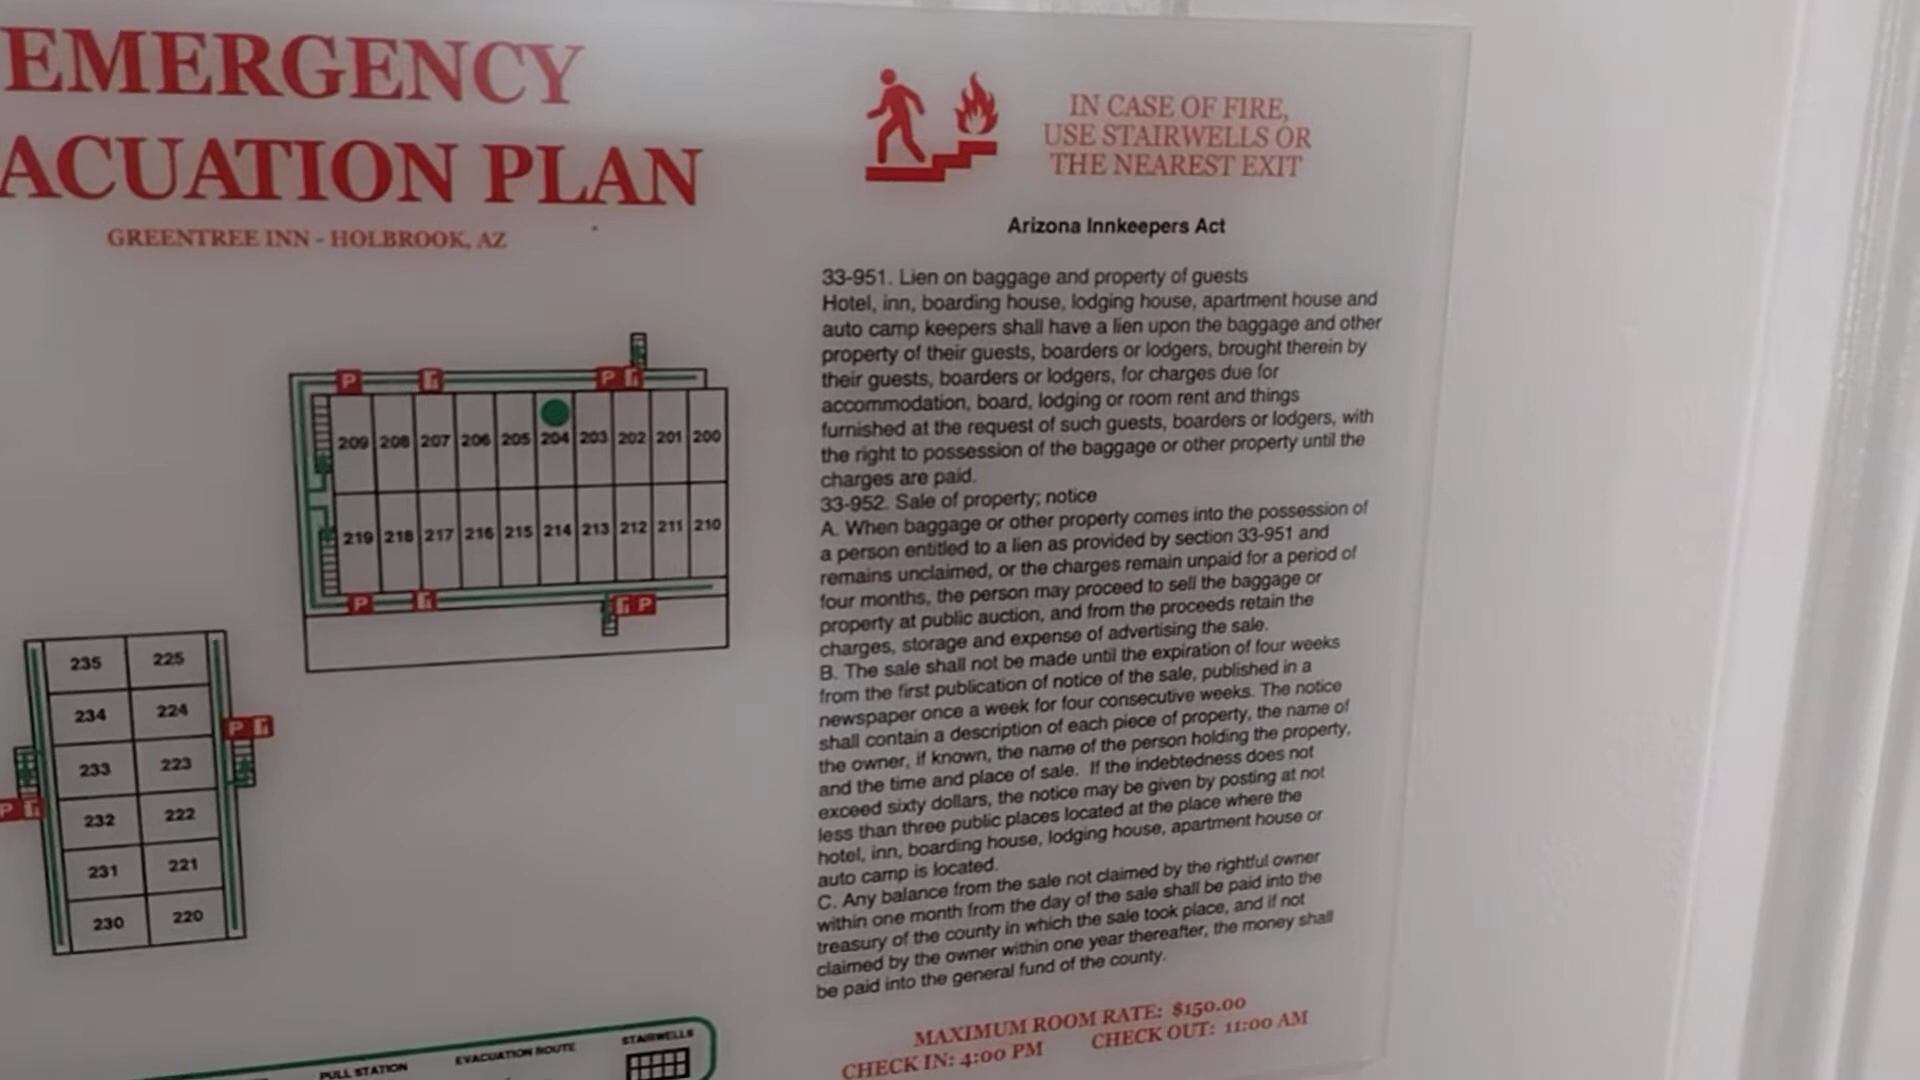 EMERGENCY
ACUATION PLAN
GREENTREE INN - HOLBROOK, AZ
P
P
209 208 207 206 205 204 203 202 201 200
219 218 217 216 215 214 213 212 211 210
P
P
235 225
234 224
P
233 223
P
232 222
231 221
230 220
PULL STATION
EVACUATION ROUTE
STAIRWELLS
IN CASE OF FIRE,
USE STAIRWELLS OR
THE NEAREST EXIT
Arizona Innkeepers Act
33-951. Lien on baggage and property of guests
Hotel, inn, boarding house, lodging house, apartment house and
auto camp keepers shall have a lien upon the baggage and other
property of their guests, boarders or lodgers, brought therein by
their guests, boarders or lodgers, for charges due for
accommodation, board, lodging or room rent and things
furnished at the request of such guests, boarders or lodgers, with
the right to possession of the baggage or other property until the
charges are paid.
33-952. Sale of property; notice
A. When baggage or other property comes into the possession of
a person entitled to a lien as provided by section 33-951 and
remains unclaimed, or the charges remain unpaid for a period of
four months, the person may proceed to sell the baggage or
property at public auction, and from the proceeds retain the
charges, storage and expense of advertising the sale.
B. The sale shall not be made until the expiration of four weeks
from the first publication of notice of the sale, published in a
newspaper once a week for four consecutive weeks. The notice
shall contain a description of each piece of property, the name of
the owner, if known, the name of the person holding the property,
and the time and place of sale. If the indebtedness does not
exceed sixty dollars, the notice may be given by posting at not
less than three public places located at the place where the
hotel, inn, boarding house, lodging house, apartment house or
auto camp is located.
C. Any balance from the sale not claimed by the rightful owner
within one month from the day of the sale shall be paid into the
treasury of the county in which the sale took place, and if not
claimed by the owner within one year thereafter, the money shall
be paid into the general fund of the county.
MAXIMUM ROOM RATE: $150.00
CHECK IN: 4:00 PM CHECK OUT: 11:00 AM